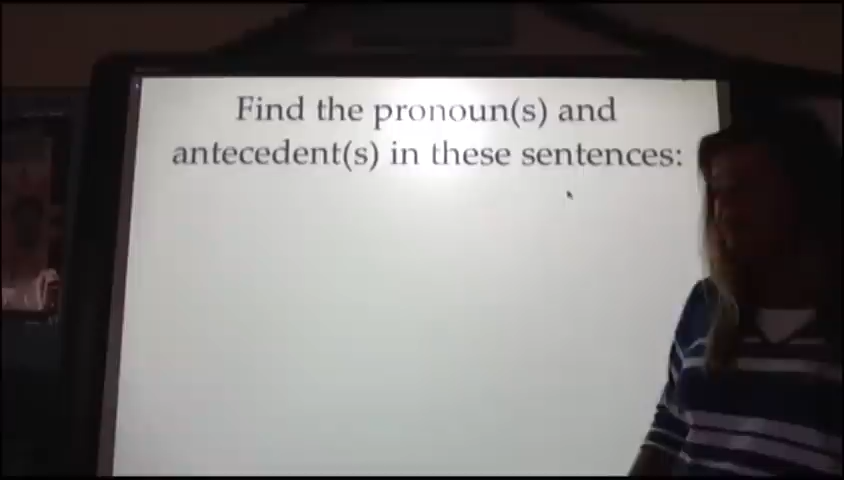 Find the pronoun(s) and
antecedent(s) in these sentences: